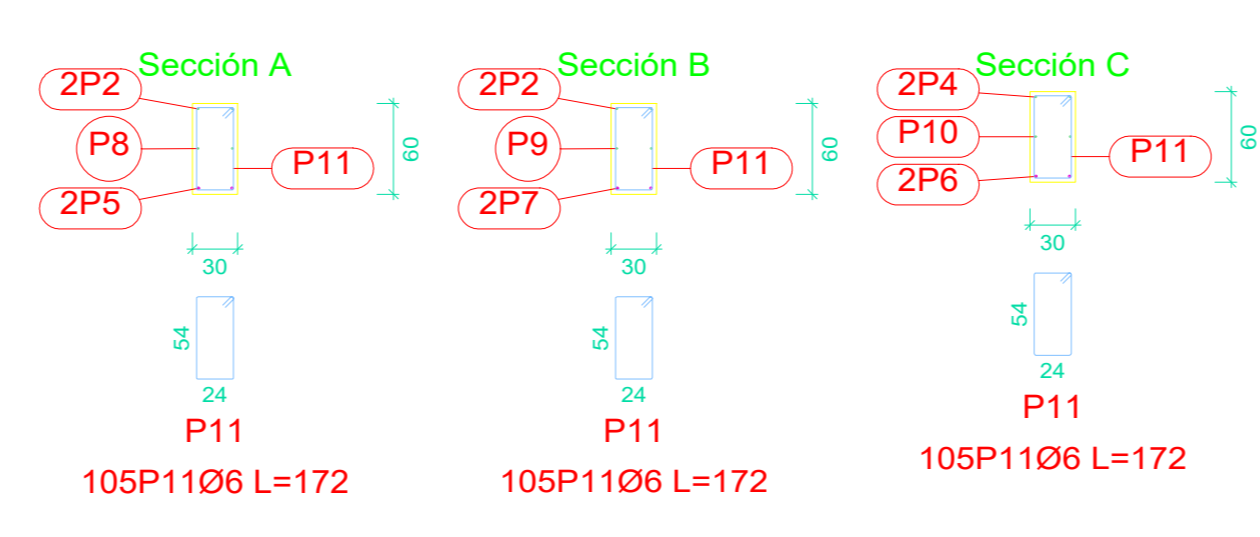 Sección A
2P2
P8
2P5
P11
60
30
54
24
P11
105P11Ø6 L=172
Sección B
2P2
P9
2P7
P11
60
30
54
24
P11
105P11Ø6 L=172
Sección C
2P4
P10
2P6
P11
60
30
54
24
P11
105P11Ø6 L=172